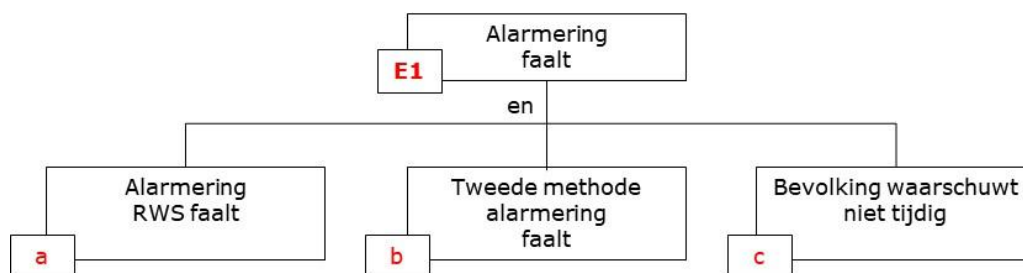 Alarmering
faalt
E1
en
Alarmering
RWS faalt
a
Tweede methode
alarmering
faalt
b
Bevolking waarschuwt
niet tijdig
c